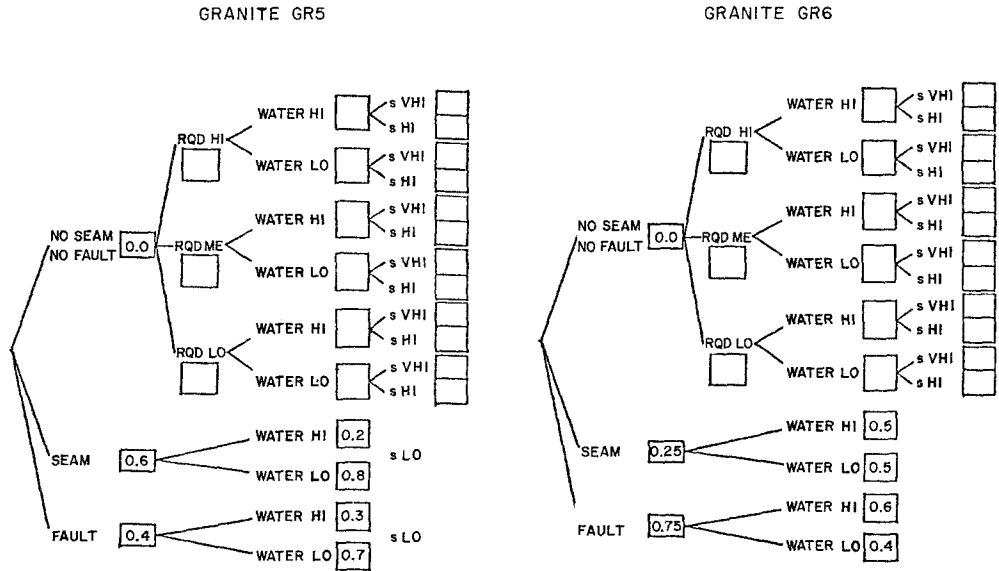 GRANITE GR5
WATER HI
s VHI
s HI
RQD HI
WATER LO
s VHI
s HI
WATER HI
s VHI
s HI
NO SEAM
NO FAULT
0.0
RQD ME
WATER LO
s VHI
s HI
WATER HI
s VHI
s HI
RQD LO
WATER LO
s VHI
s HI
SEAM
0.6
WATER HI
0.2
s LO
WATER LO
0.8
FAULT
0.4
WATER HI
0.3
s LO
WATER LO
0.7
GRANITE GR6
WATER HI
s VHI
s HI
RQD HI
WATER LO
s VHI
s HI
WATER HI
s VHI
s HI
NO SEAM
NO FAULT
0.0
RQD ME
WATER LO
s VHI
s HI
WATER HI
s VHI
s HI
RQD LO
WATER LO
s VHI
s HI
SEAM
0.25
WATER HI
0.5
WATER LO
0.5
FAULT
0.75
WATER HI
0.6
WATER LO
0.4